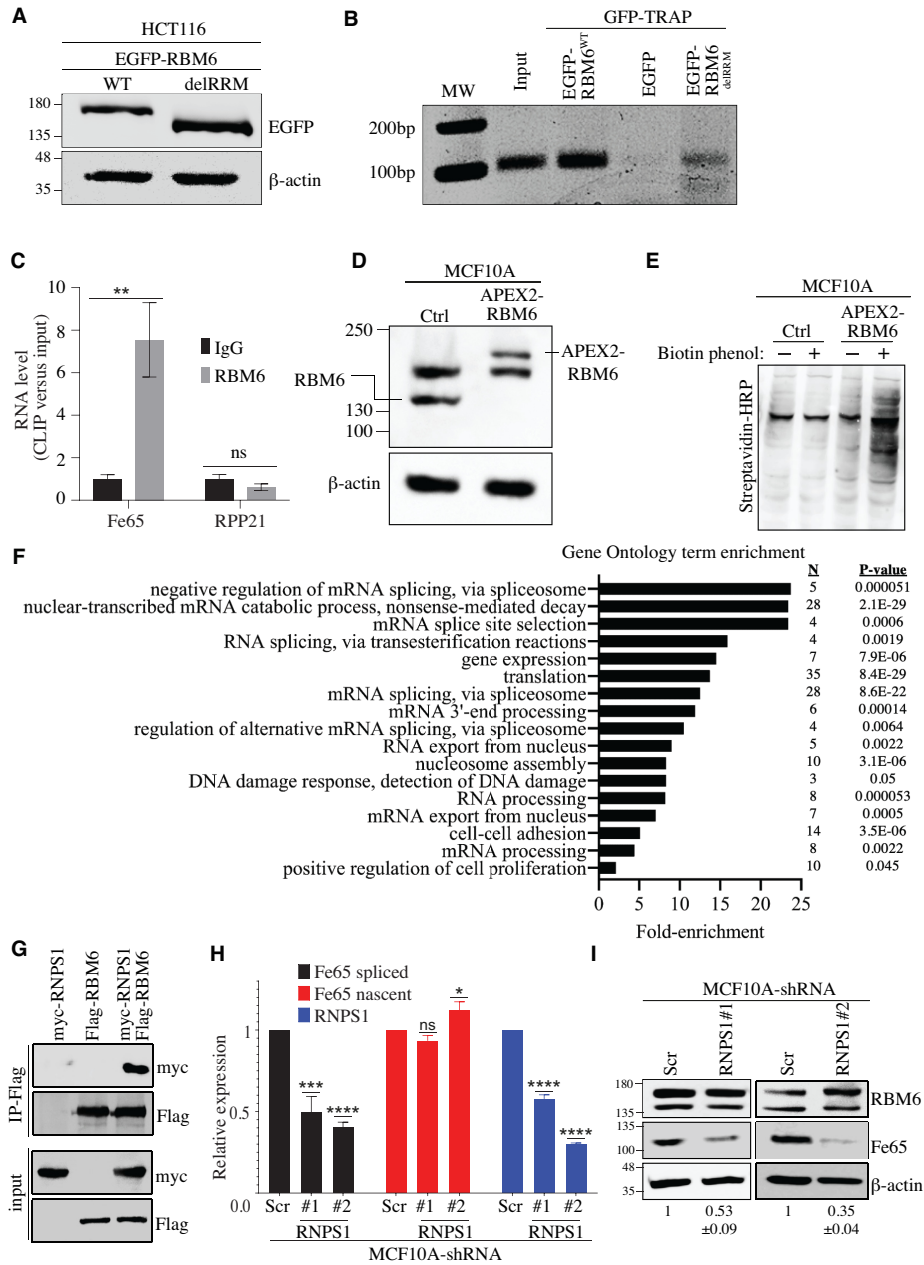 A
HCT116
EGFP-RBM6
WT delRRM
180
135
EGFP
48
35
β-actin
B
GFP-TRAP
MW
Input
EGFP-
RBM6WT
EGFP
EGFP-
RBM6
delRRM
200bp
100bp
C
RNA level
(CLIP versus input)
10
8
6
4
2
0
**
ns
IgG
RBM6
Fe65 RPP21
D
MCF10A
Ctrl
APEX2-
RBM6
250
RBM6
130
100
APEX2-
RBM6
β-actin
E
MCF10A
Ctrl
APEX2-
RBM6
Biotin phenol: − + − +
Streptavidin-HRP
F
Gene Ontology term enrichment
N P-value
negative regulation of mRNA splicing, via spliceosome 5 0.000051
nuclear-transcribed mRNA catabolic process, nonsense-mediated decay 28 2.1E-29
mRNA splice site selection 4 0.0006
RNA splicing, via transesterification reactions 4 0.0019
gene expression 7 7.9E-06
translation 35 8.4E-29
mRNA splicing, via spliceosome 28 8.6E-22
mRNA 3'-end processing 6 0.00014
regulation of alternative mRNA splicing, via spliceosome 4 0.0064
RNA export from nucleus 5 0.0022
nucleosome assembly 10 3.1E-06
DNA damage response, detection of DNA damage 3 0.05
RNA processing 8 0.000053
mRNA export from nucleus 7 0.0005
cell-cell adhesion 14 3.5E-06
mRNA processing 8 0.0022
positive regulation of cell proliferation 10 0.045
0 5 10 15 20 25
Fold-enrichment
G
myc-RNPS1
Flag-RBM6
myc-RNPS1
Flag-RBM6
IP-Flag
myc
Flag
input
myc
Flag
H
Fe65 spliced
Fe65 nascent
RNPS1
Relative expression
1
0.5
0.0
***
****
ns
*
****
****
Scr #1 #2 Scr #1 #2 Scr #1 #2
RNPS1 RNPS1 RNPS1
MCF10A-shRNA
I
MCF10A-shRNA
Scr
RNPS1#1
Scr
RNPS1#2
180
135
RBM6
135
100
Fe65
48
35
β-actin
1 0.53 1 0.35
±0.09 ±0.04